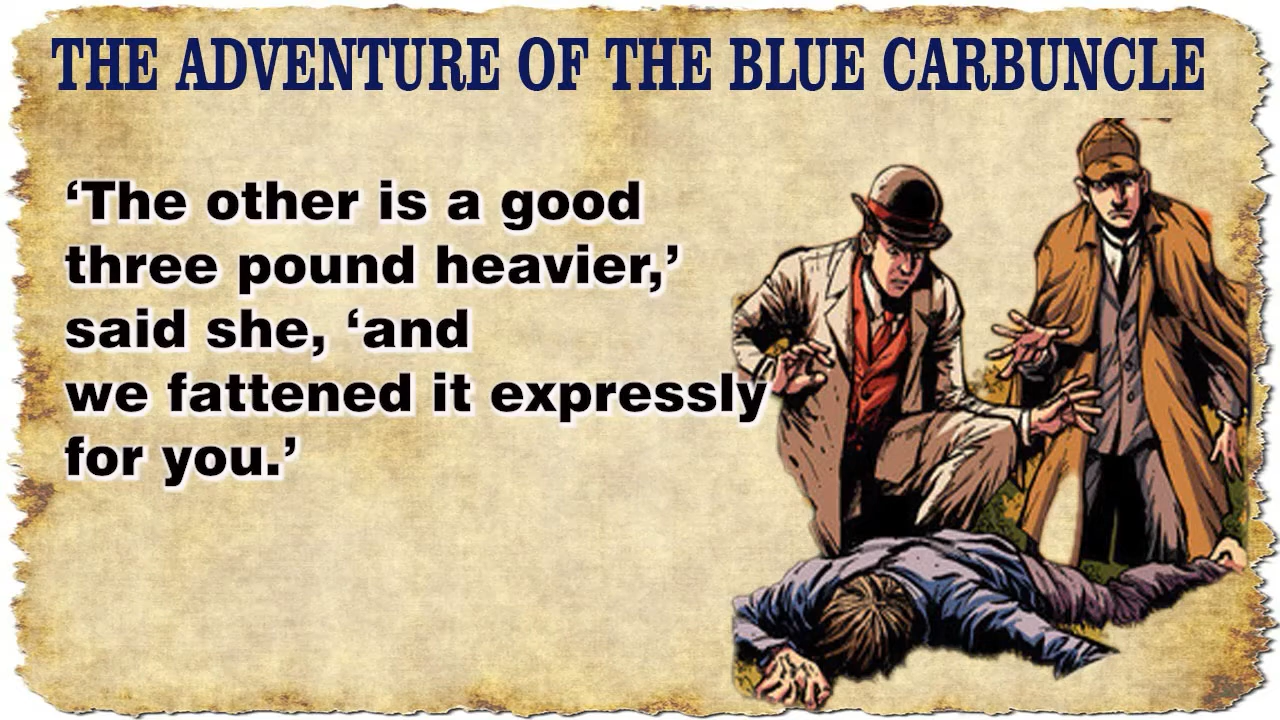 THE ADVENTURE OF THE BLUE CARBUNCLE
‘The other is a good
three pound heavier,’
said she, ‘and
we fattened it expressly
for you.’